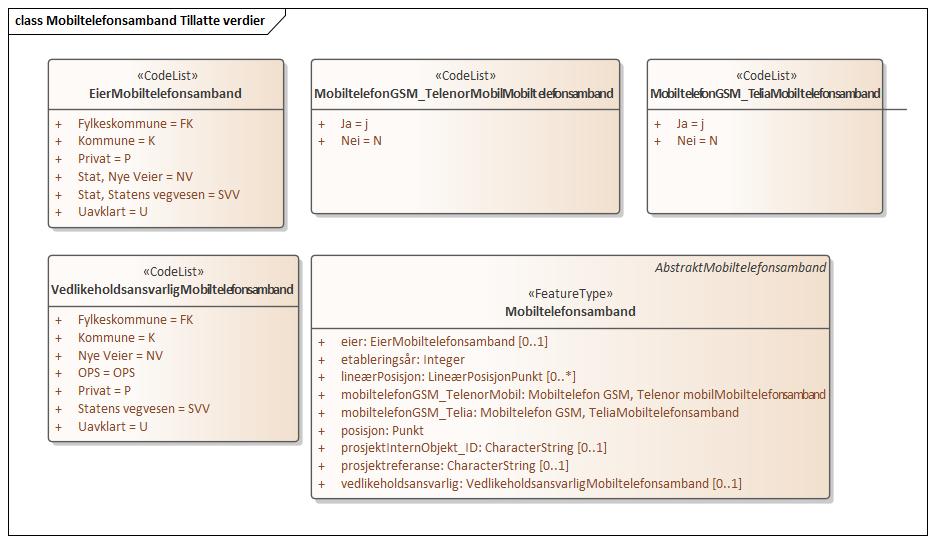 class Mobiltelefonsamband Tillatte verdier
«CodeList»
EierMobiltelefonsamband
+ Fylkeskommune = FK
+ Kommune = K
+ Privat = P
+ Stat, Nye Veier = NV
+ Stat, Statens vegvesen = SVV
+ Uavklart = U
«CodeList»
MobiltelefonGSM_TelenorMobilMobiltelefonsamband
+ Ja = j
+ Nei = N
«CodeList»
MobiltelefonGSM_TeliaMobiltelefonsamband
+ Ja = j
+ Nei = N
«CodeList»
VedlikeholdsansvarligMobiltelefonsamband
+ Fylkeskommune = FK
+ Kommune = K
+ Nye Veier = NV
+ OPS = OPS
+ Privat = P
+ Statens vegvesen = SVV
+ Uavklart = U
AbstraktMobiltelefonsamband
«FeatureType»
Mobiltelefonsamband
+ eier: EierMobiltelefonsamband [0..1]
+ etableringsår: Integer
+ lineærPosisjon: LineærPosisjonPunkt [0..*]
+ mobiltelefonGSM_TelenorMobil: Mobiltelefon GSM, Telenor mobilMobiltelefonsamband
+ mobiltelefonGSM_Telia: Mobiltelefon GSM, TeliaMobiltelefonsamband
+ posisjon: Punkt
+ prosjektInternObjekt_ID: CharacterString [0..1]
+ prosjektreferanse: CharacterString [0..1]
+ vedlikeholdsansvarlig: VedlikeholdsansvarligMobiltelefonsamband [0..1]